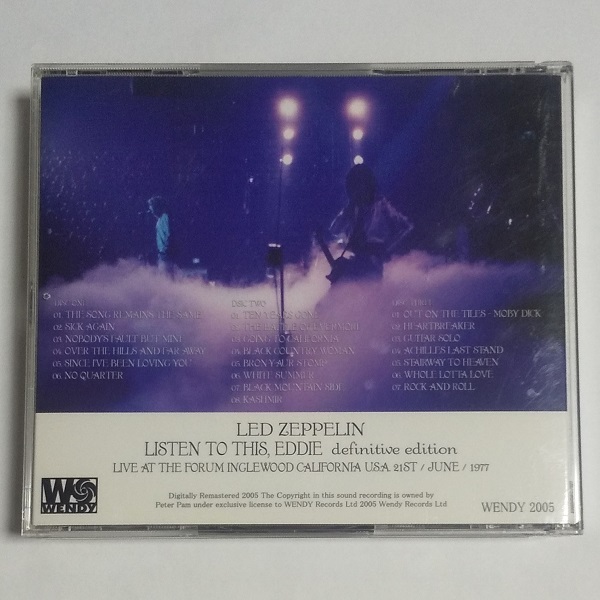 DISC ONE
01. THE SONG REMAINS THE SAME
02. SICK AGAIN
03. NOBODY'S FAULT BUT MINE
04. OVER THE HILLS AND FAR AWAY
05. SINCE I'VE BEEN LOVING YOU
06. NO QUARTER
DISC TWO
01. TEN YEARS GONE
02. THE BATTLE OF EVERMORE
03. GOING TO CALIFORNIA
04. BLACK COUNTRY WOMAN
05. BRON Y AUR STOMP
06. WHITE SUMMER
07. BLACK MOUNTAIN SIDE
08. KASHMIR
DISC THREE
01. OUT ON THE TILES - MOBY DICK
02. HEARTBREAKER
03. GUITAR SOLO
04. ACHILLES LAST STAND
05. STAIRWAY TO HEAVEN
06. WHOLE LOTTA LOVE
07. ROCK AND ROLL
LED ZEPPELIN
LISTEN TO THIS, EDDIE definitive edition
LIVE AT THE FORUM INGLEWOOD CALIFORNIA U.S.A. 21ST / JUNE / 1977
W
WENDY
Digitally Remastered 2005 The Copyright in this sound recording is owned by
Peter Pam under exclusive license to WENDY Records Ltd 2005 Wendy Records Ltd
WENDY 2005